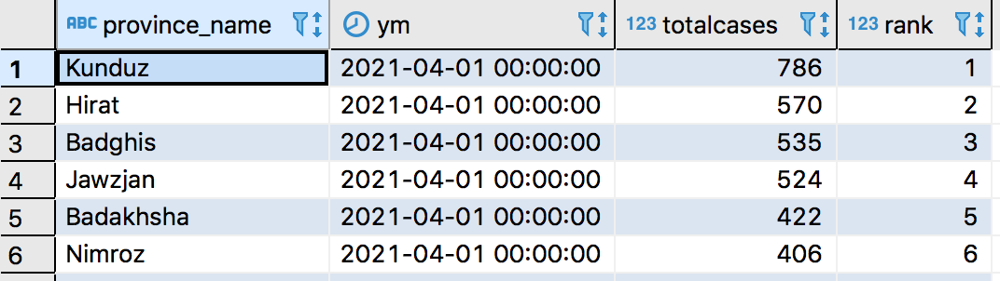 ABC province_name ym 123 totalcases 123 rank
1 Kunduz 2021-04-01 00:00:00 786 1
2 Hirat 2021-04-01 00:00:00 570 2
3 Badghis 2021-04-01 00:00:00 535 3
4 Jawzjan 2021-04-01 00:00:00 524 4
5 Badakhsha 2021-04-01 00:00:00 422 5
6 Nimroz 2021-04-01 00:00:00 406 6